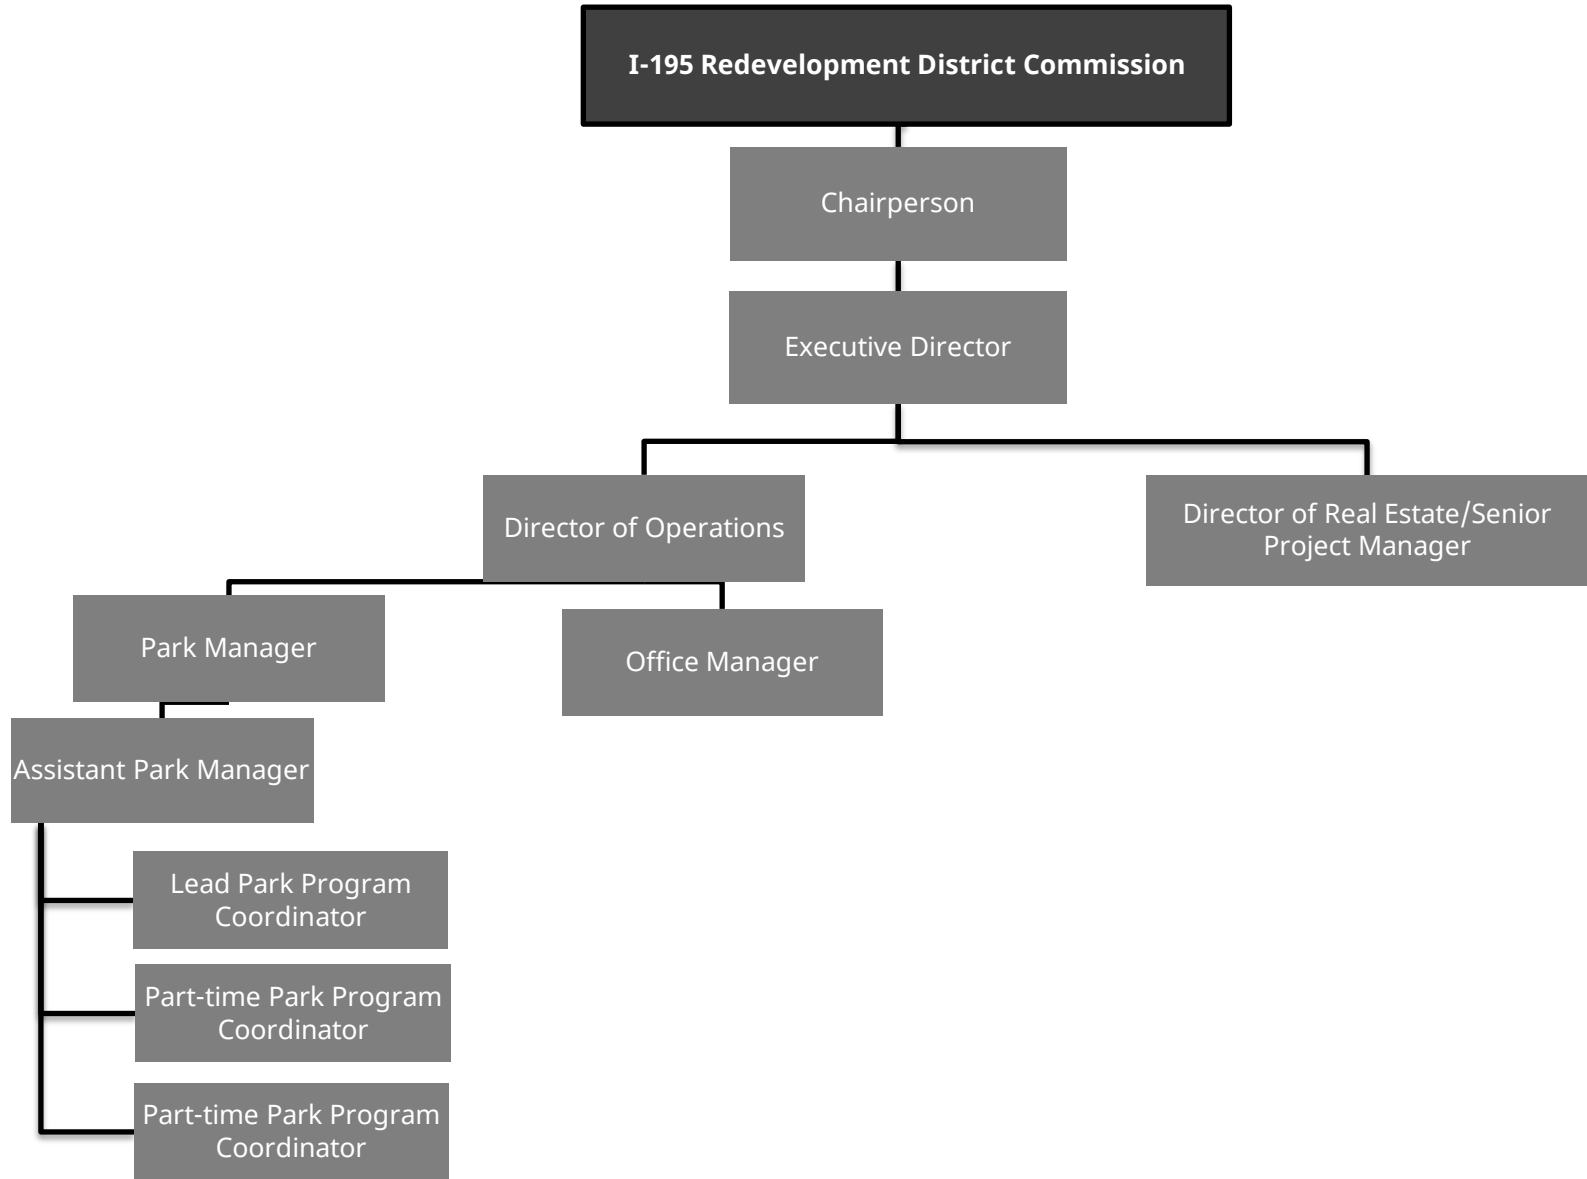 I-195 Redevelopment District Commission
Chairperson
Executive Director
Director of Operations
Director of Real Estate/Senior
Project Manager
Park Manager
Office Manager
Assistant Park Manager
Lead Park Program
Coordinator
Part-time Park Program
Coordinator
Part-time Park Program
Coordinator